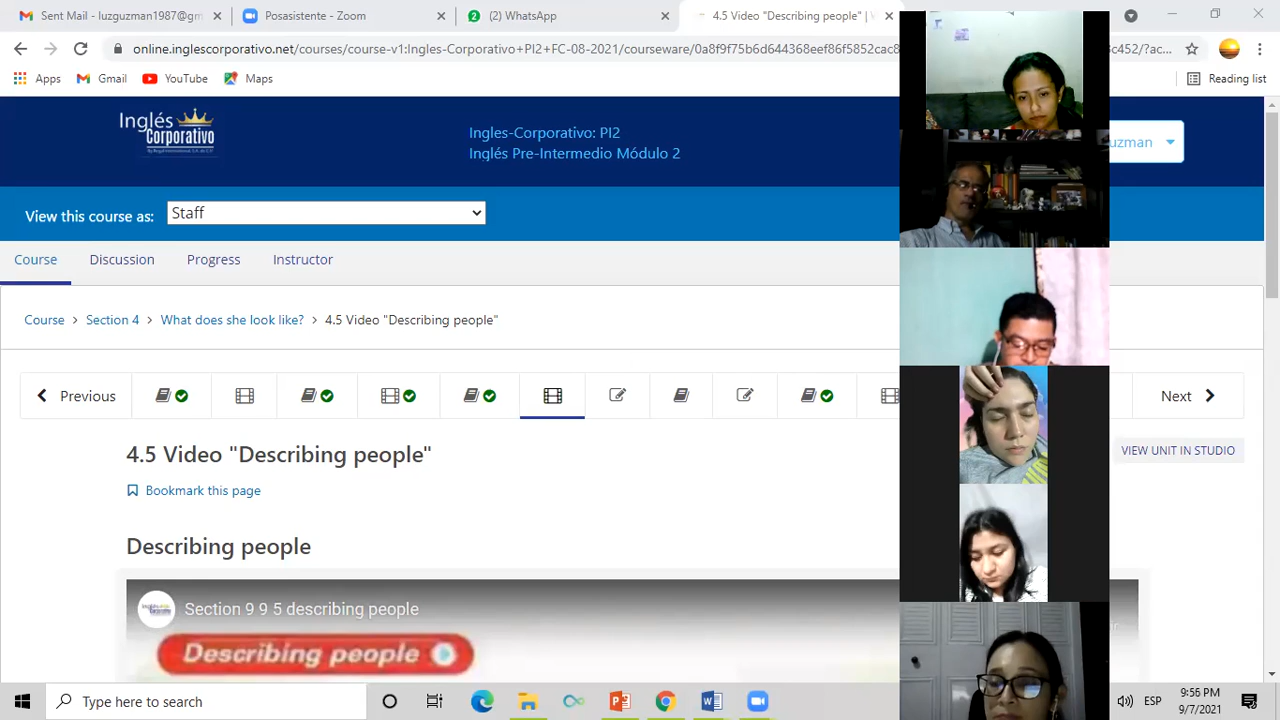 Sent Mail - luzguzman1987@gr
Posasistente - Zoom
(2) WhatsApp
4.5 Video "Describing people" |
online.inglescorporativo.net/courses/course-v1:Ingles-Corporativo+PI2+FC-08-2021/courseware/0a8f9f75b6d644368eef86f5852cac8
3c452/?ac...
Apps
Gmail
YouTube
Maps
Reading list
Inglés
Corporativo
Ingles-Corporativo: PI2
Inglés Pre-Intermedio Módulo 2
uzman
View this course as:
Staff
Course
Discussion
Progress
Instructor
Course > Section 4 > What does she look like? > 4.5 Video "Describing people"
Previous
Next
4.5 Video "Describing people"
VIEW UNIT IN STUDIO
Bookmark this page
Describing people
Section 9 9 5 describing people
Describing people
Type here to search
ESP
9:56 PM
9/7/2021